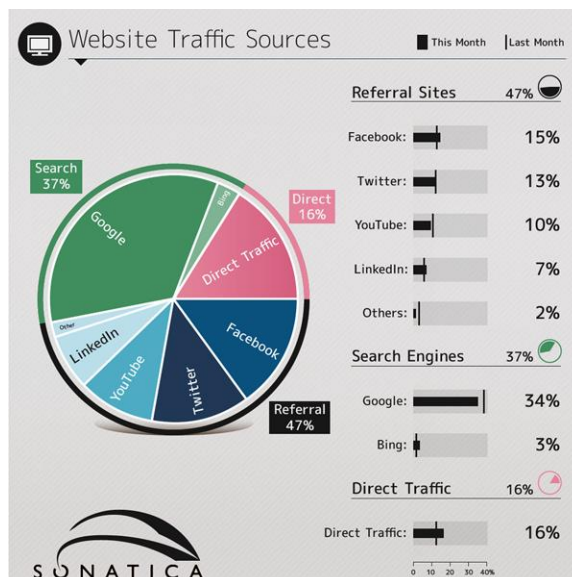 Website Traffic Sources
This Month
Last Month
Referral Sites 47%
Facebook: 15%
Twitter: 13%
YouTube: 10%
LinkedIn: 7%
Others: 2%
Search Engines 37%
Google: 34%
Bing: 3%
Direct Traffic 16%
Direct Traffic: 16%
0 10 20 30 40%
Search
37%
Direct
16%
Referral
47%
Google
Bing
Direct Traffic
Facebook
Twitter
YouTube
LinkedIn
Other
SONATICA